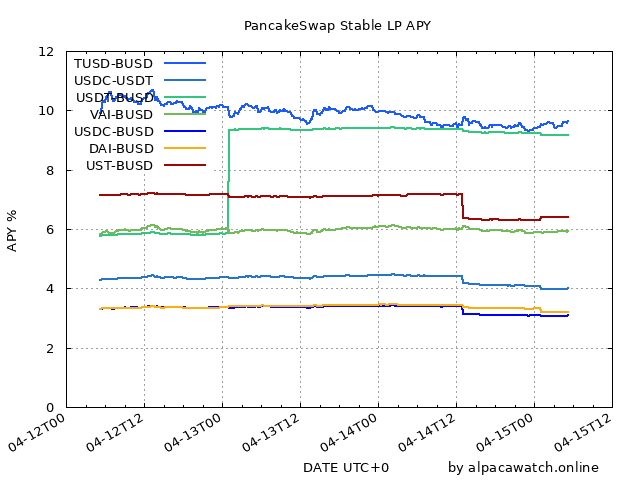 PancakeSwap Stable LP APY
12
10
8
6
4
2
0
APY %
TUSD-BUSD
USDC-USDT
USDT-BUSD
VAI-BUSD
USDC-BUSD
DAI-BUSD
UST-BUSD
04-12T00
04-12T12
04-13T00
04-13T12
04-14T00
04-14T12
04-15T00
04-15T12
DATE UTC+0
by alpacawatch.online